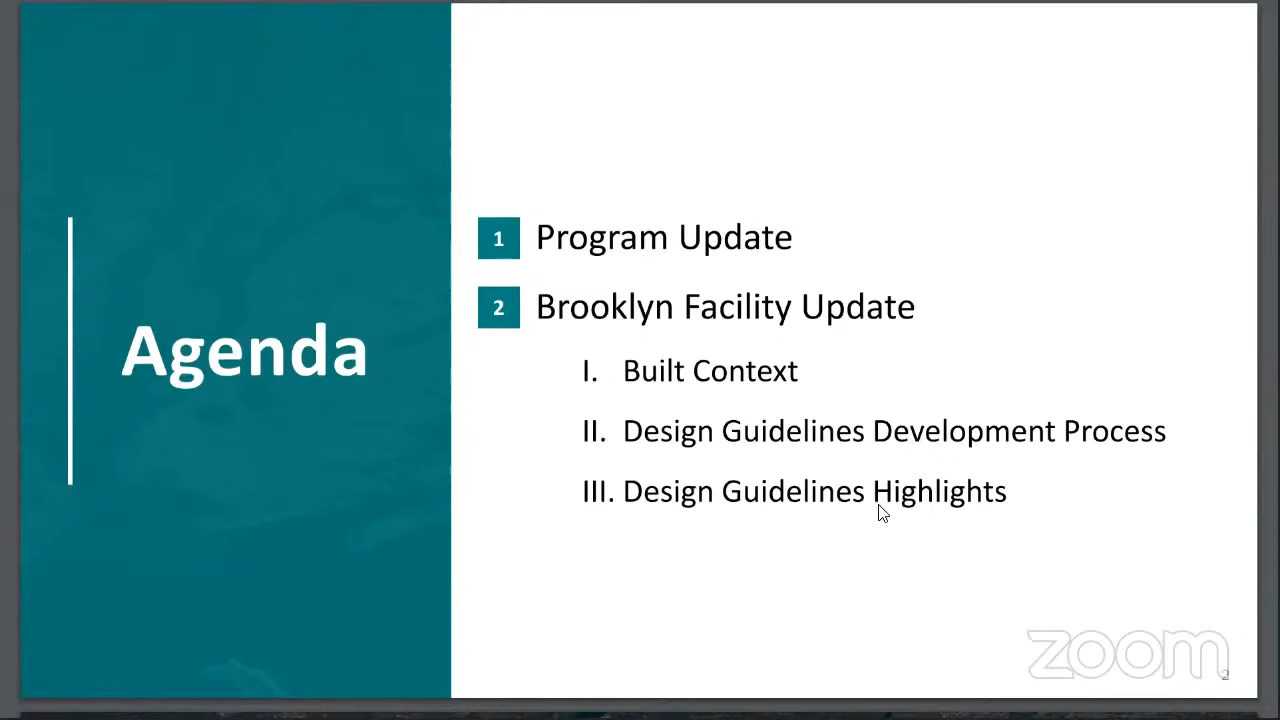 Agenda
1 Program Update
2 Brooklyn Facility Update
I. Built Context
II. Design Guidelines Development Process
III. Design Guidelines Highlights
zoom
2